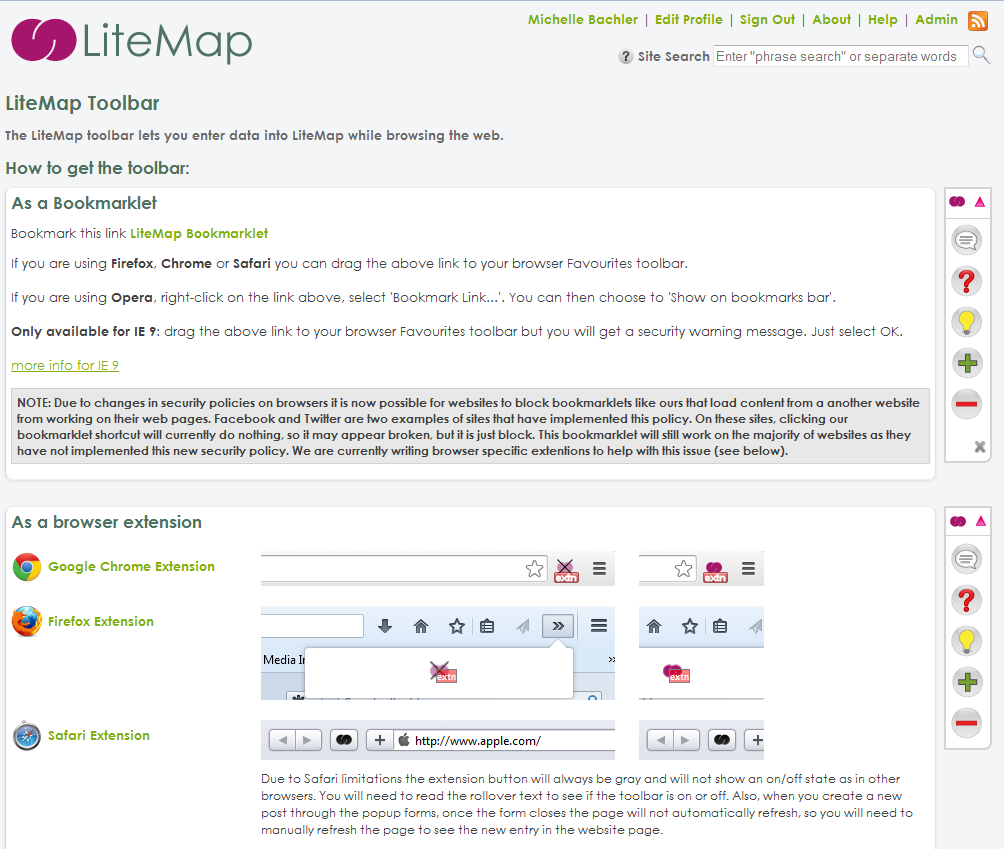 Michelle Bachler | Edit Profile | Sign Out | About | Help | Admin
LiteMap
? Site Search Enter "phrase search" or separate words
LiteMap Toolbar
The LiteMap toolbar lets you enter data into LiteMap while browsing the web.
How to get the toolbar:
As a Bookmarklet
Bookmark this link LiteMap Bookmarklet
If you are using Firefox, Chrome or Safari you can drag the above link to your browser Favourites toolbar.
If you are using Opera, right-click on the link above, select 'Bookmark Link...'. You can then choose to 'Show on bookmarks bar'.
Only available for IE 9: drag the above link to your browser Favourites toolbar but you will get a security warning message. Just select OK.
more info for IE 9
NOTE: Due to changes in security policies on browsers it is now possible for websites to block bookmarklets like ours that load content from a another website
from working on their web pages. Facebook and Twitter are two examples of sites that have implemented this policy. On these sites, clicking our
bookmarklet shortcut will currently do nothing, so it may appear broken, but it is just block. This bookmarklet will still work on the majority of websites as they
have not implemented this new security policy. We are currently writing browser specific extentions to help with this issue (see below).
As a browser extension
Google Chrome Extension
extn
extn
Firefox Extension
Media
extn
extn
Safari Extension
http://www.apple.com/
Due to Safari limitations the extension button will always be gray and will not show an on/off state as in other
browsers. You will need to read the rollover text to see if the toolbar is on or off. Also, when you create a new
post through the popup forms, once the form closes the page will not automatically refresh, so you will need to
manually refresh the page to see the new entry in the website page.